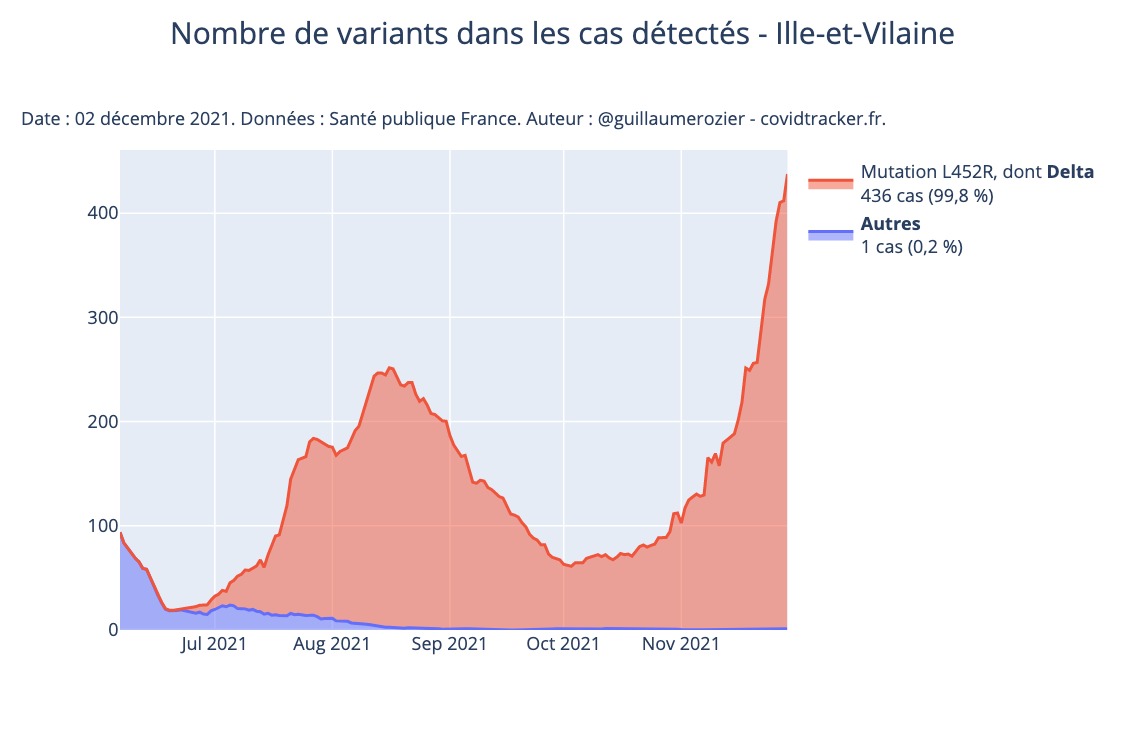 Nombre de variants dans les cas détectés - Ille-et-Vilaine
Date : 02 décembre 2021. Données : Santé publique France. Auteur : @guillaumerozier - covidtracker.fr.
Mutation L452R, dont Delta
436 cas (99,8 %)
Autres
1 cas (0,2 %)
400
300
200
100
0
Jul 2021
Aug 2021
Sep 2021
Oct 2021
Nov 2021